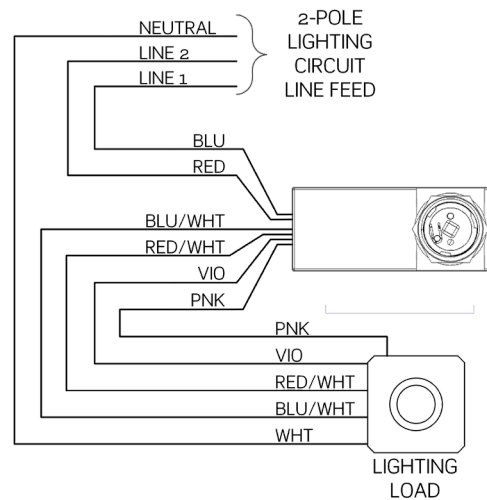 NEUTRAL
LINE 2
LINE 1
2-POLE
LIGHTING
CIRCUIT
LINE FEED
BLU
RED
BLU/WHT
RED/WHT
VIO
PNK
PNK
VIO
RED/WHT
BLU/WHT
WHT
LIGHTING
LOAD